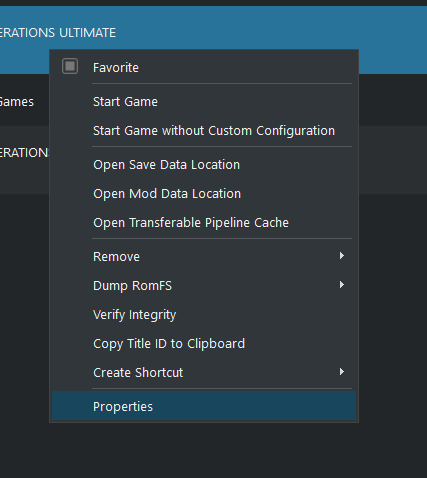 ERATIONS ULTIMATE
Favorite
Games
Start Game
Start Game without Custom Configuration
ERATIONS
Open Save Data Location
Open Mod Data Location
Open Transferable Pipeline Cache
Remove
Dump RomFS
Verify Integrity
Copy Title ID to Clipboard
Create Shortcut
Properties